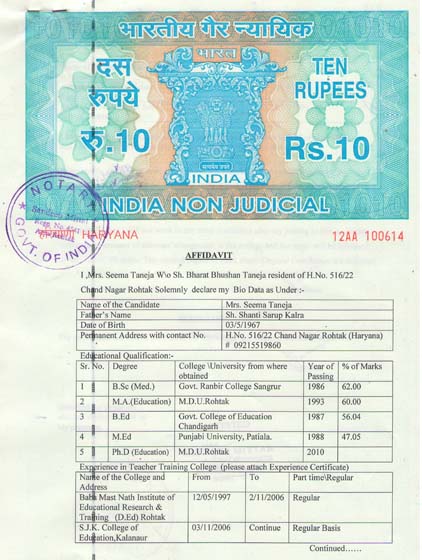 भारतीय गैर न्यायिक
भारत
दस
रुपये
रु.10
TEN
RUPEES
Rs.10
सत्यमेव जयते
INDIA
INDIA NON JUDICIAL
NOTARY
GOVT. OF INDIA
HARYANA
12AA 100614
AFFIDAVIT
I ,Mrs. Seema Taneja W\o Sh. Bharat Bhushan Taneja resident of H.No. 516/22
Chand Nagar Rohtak Solemnly declare my Bio Data as Under :-
Name of the Candidate Mrs. Seema Taneja
Father's Name Sh. Shanti Sarup Kalra
Date of Birth 03/5/1967
Permanent Address with contact No. H.No. 516/22 Chand Nagar Rohtak (Haryana)
# 09215519860
Educational Qualification:-
Sr. No. Degree College \University from where obtained Year of Passing % of Marks
1 B.Sc (Med.) Govt. Ranbir College Sangrur 1986 62.00
2 M.A.(Education) M.D.U.Rohtak 1993 60.00
3 B.Ed Govt. College of Education Chandigarh 1987 56.04
4 M.Ed Punjabi University, Patiala. 1988 47.05
5 Ph.D (Education) M.D.U.Rohtak 2010
Experience in Teacher Training College (please attach Experience Certificate)
Name of the College and Address From To Part time\Regular
Baba Mast Nath Institute of Educational Research & Training (D.Ed) Rohtak 12/05/1997 2/11/2006 Regular
S.J.K. College of Education,Kalanaur 03/11/2006 Continue Regular Basis
Continued......